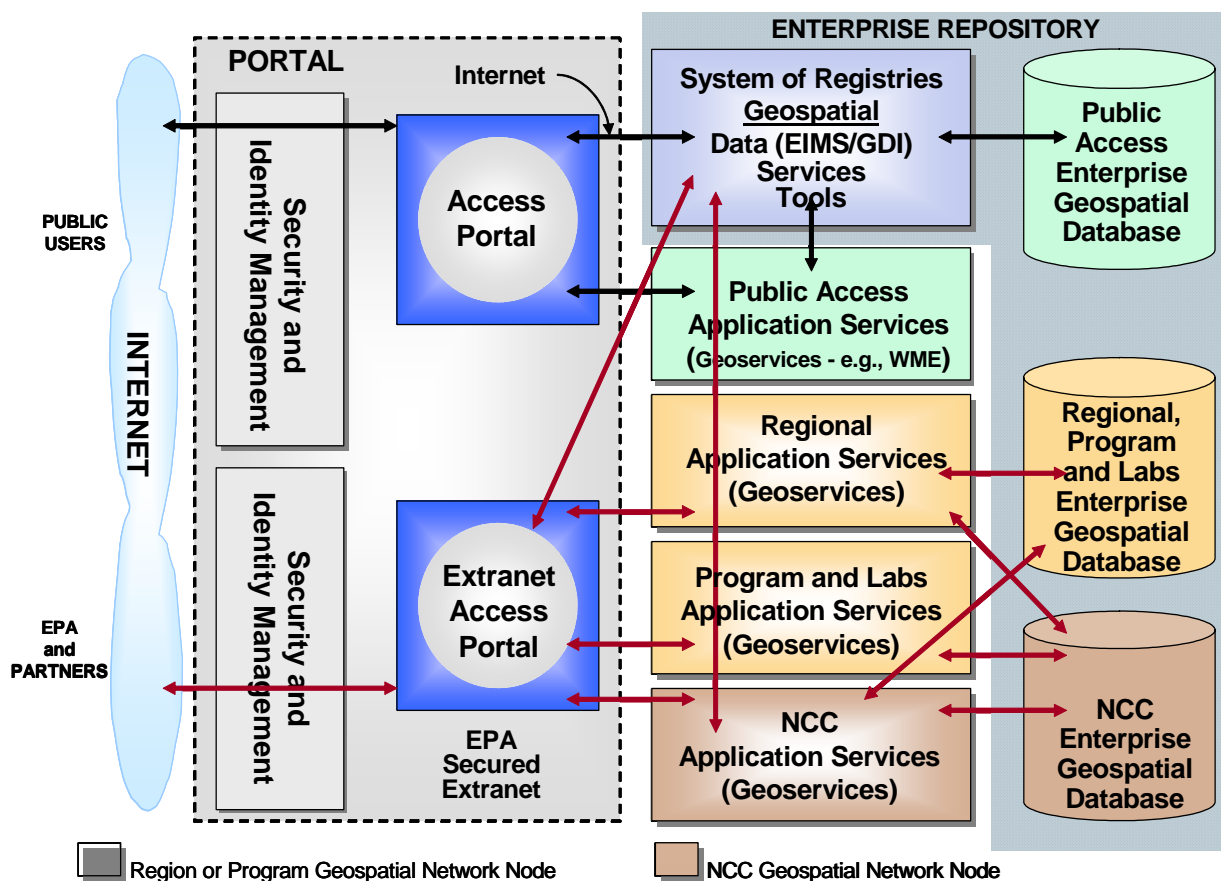 ENTERPRISE REPOSITORY
PORTAL
Internet
System of Registries
Geospatial
Data (EIMS/GDI)
Services
Tools
Public
Access
Enterprise
Geospatial
Database
Security and
Identity Management
Access
Portal
PUBLIC
USERS
INTERNET
Public Access
Application Services
(Geoservices - e.g., WME)
Regional
Application Services
(Geoservices)
Regional,
Program
and Labs
Enterprise
Geospatial
Database
Security and
Identity Management
Extranet
Access
Portal
Program and Labs
Application Services
(Geoservices)
EPA
and
PARTNERS
EPA
Secured
Extranet
NCC
Application Services
(Geoservices)
NCC
Enterprise
Geospatial
Database
Region or Program Geospatial Network Node
NCC Geospatial Network Node